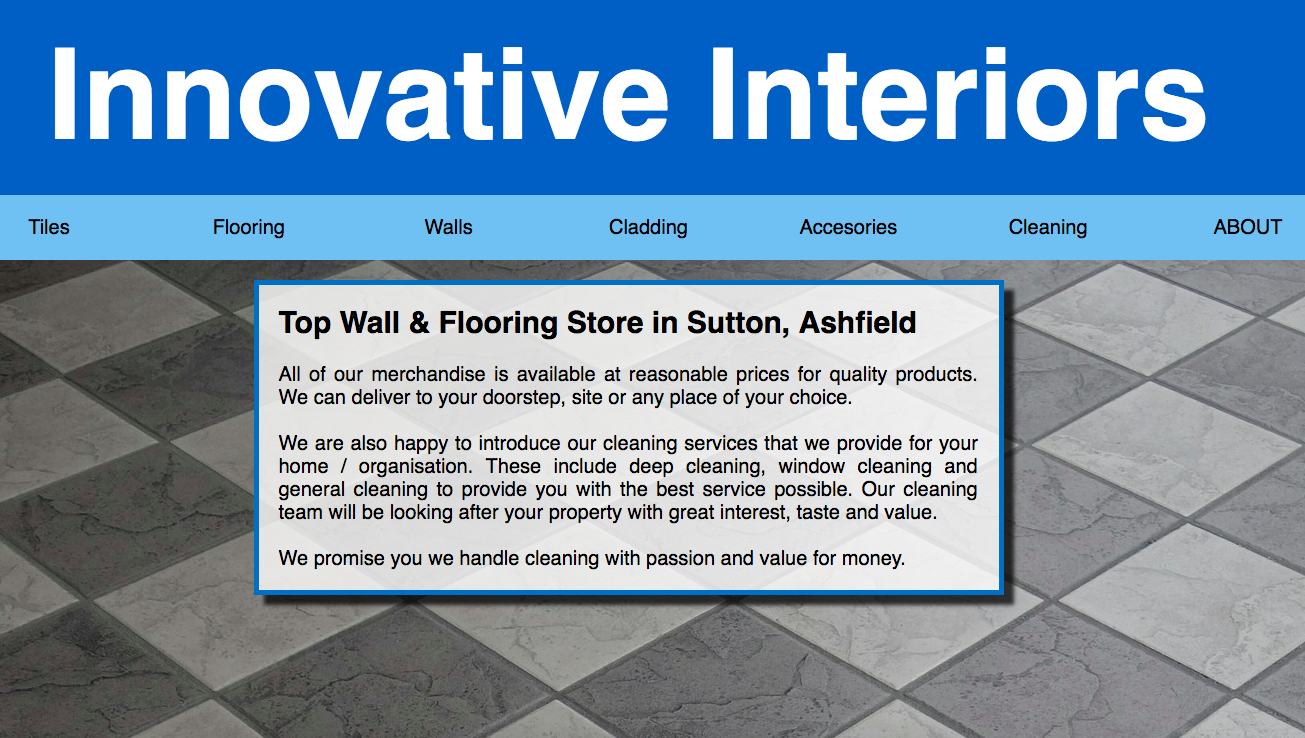 Innovative Interiors
Tiles Flooring Walls Cladding Accesories Cleaning ABOUT
Top Wall & Flooring Store in Sutton, Ashfield
All of our merchandise is available at reasonable prices for quality products.
We can deliver to your doorstep, site or any place of your choice.
We are also happy to introduce our cleaning services that we provide for your
home / organisation. These include deep cleaning, window cleaning and
general cleaning to provide you with the best service possible. Our cleaning
team will be looking after your property with great interest, taste and value.
We promise you we handle cleaning with passion and value for money.